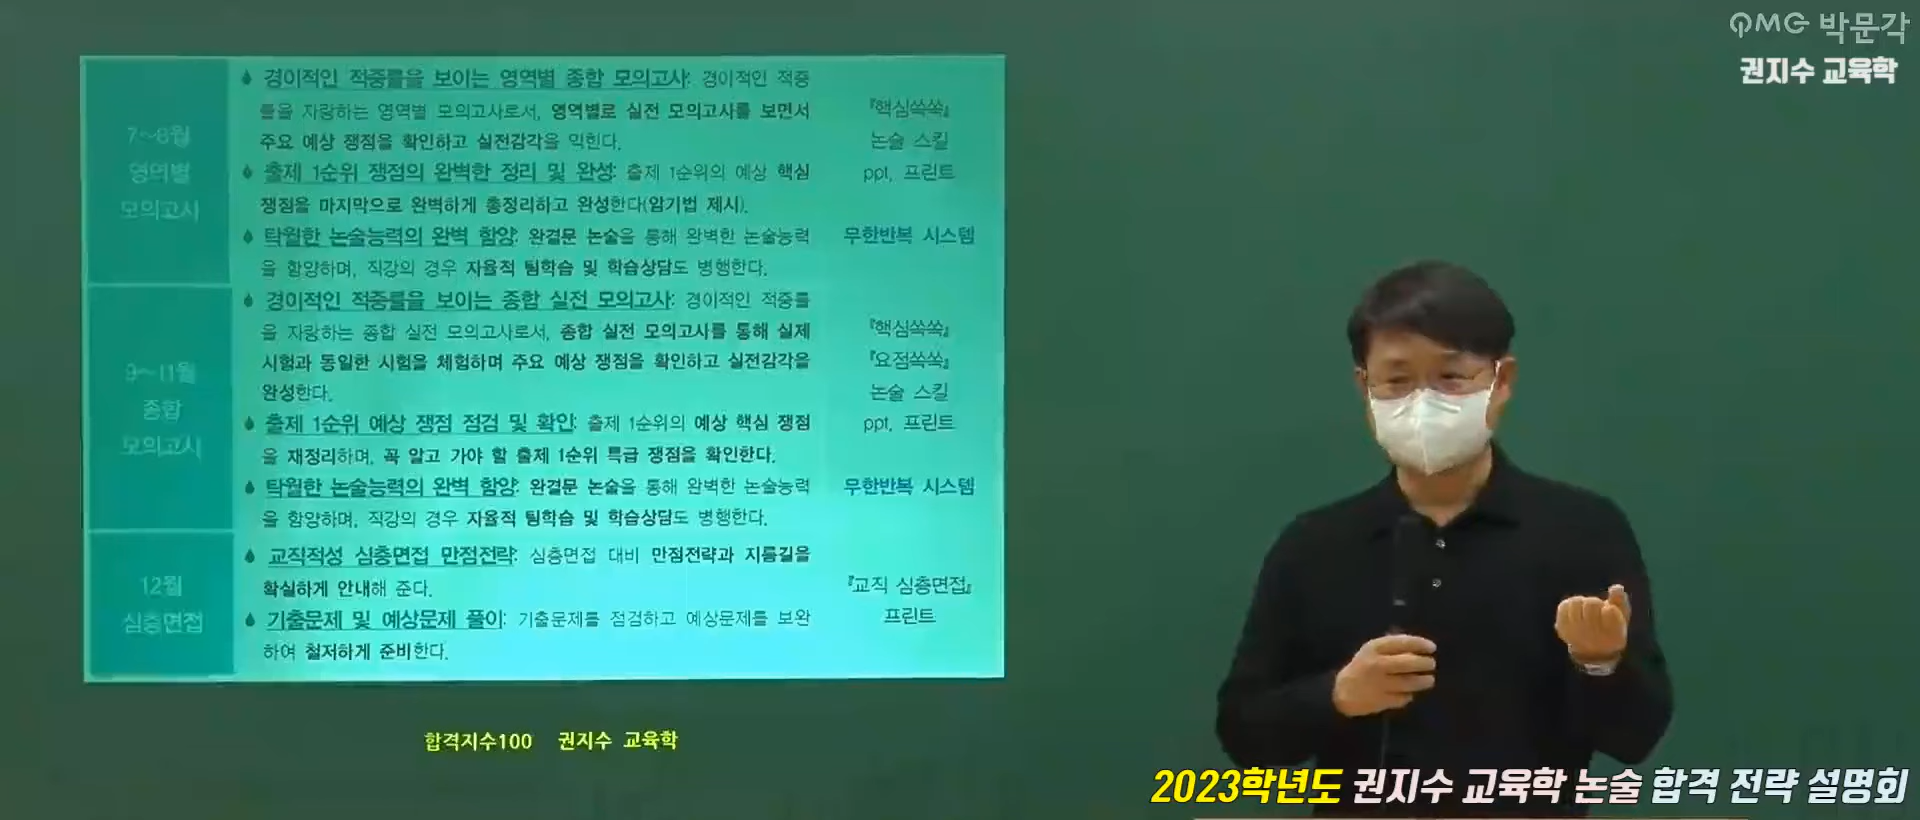 PMG 박문각
권지수 교육학
7~8월
영역별
모의고사
경이적인 적중률을 보이는 영역별 종합 모의고사: 경이적인 적중
률을 자랑하는 영역별 모의고사로서, 영역별로 실전 모의고사를 보면서
주요 예상 쟁점을 확인하고 실전감각을 익힌다.
출제 1순위 쟁점의 완벽한 정리 및 완성: 출제 1순위의 예상 핵심
쟁점을 마지막으로 완벽하게 총정리하고 완성한다(암기법 제시).
탁월한 논술능력의 완벽 함양: 완결문 논술을 통해 완벽한 논술능력
을 함양하며, 직강의 경우 자율적 팀학습 및 학습상담도 병행한다.
『핵심쏙쏙』
논술 스킬
ppt, 프린트
무한반복 시스템
9~11월
종합
모의고사
경이적인 적중률을 보이는 종합 실전 모의고사: 경이적인 적중률
을 자랑하는 종합 실전 모의고사로서, 종합 실전 모의고사를 통해 실제
시험과 동일한 시험을 체험하며 주요 예상 쟁점을 확인하고 실전감각을
완성한다.
출제 1순위 예상 쟁점 점검 및 확인: 출제 1순위의 예상 핵심 쟁점
을 재정리하며, 꼭 알고 가야 할 출제 1순위 특급 쟁점을 확인한다.
탁월한 논술능력의 완벽 함양: 완결문 논술을 통해 완벽한 논술능력
을 함양하며, 직강의 경우 자율적 팀학습 및 학습상담도 병행한다.
『핵심쏙쏙』
『요점쏙쏙』
논술 스킬
ppt, 프린트
무한반복 시스템
12월
심층면접
교직적성 심층면접 만점전략: 심층면접 대비 만점전략과 지름길을
확실하게 안내해 준다.
기출문제 및 예상문제 풀이: 기출문제를 점검하고 예상문제를 보완
하여 철저하게 준비한다.
『교직 심층면접』
프린트
합격지수100 권지수 교육학
2023학년도 권지수 교육학 논술 합격 전략 설명회